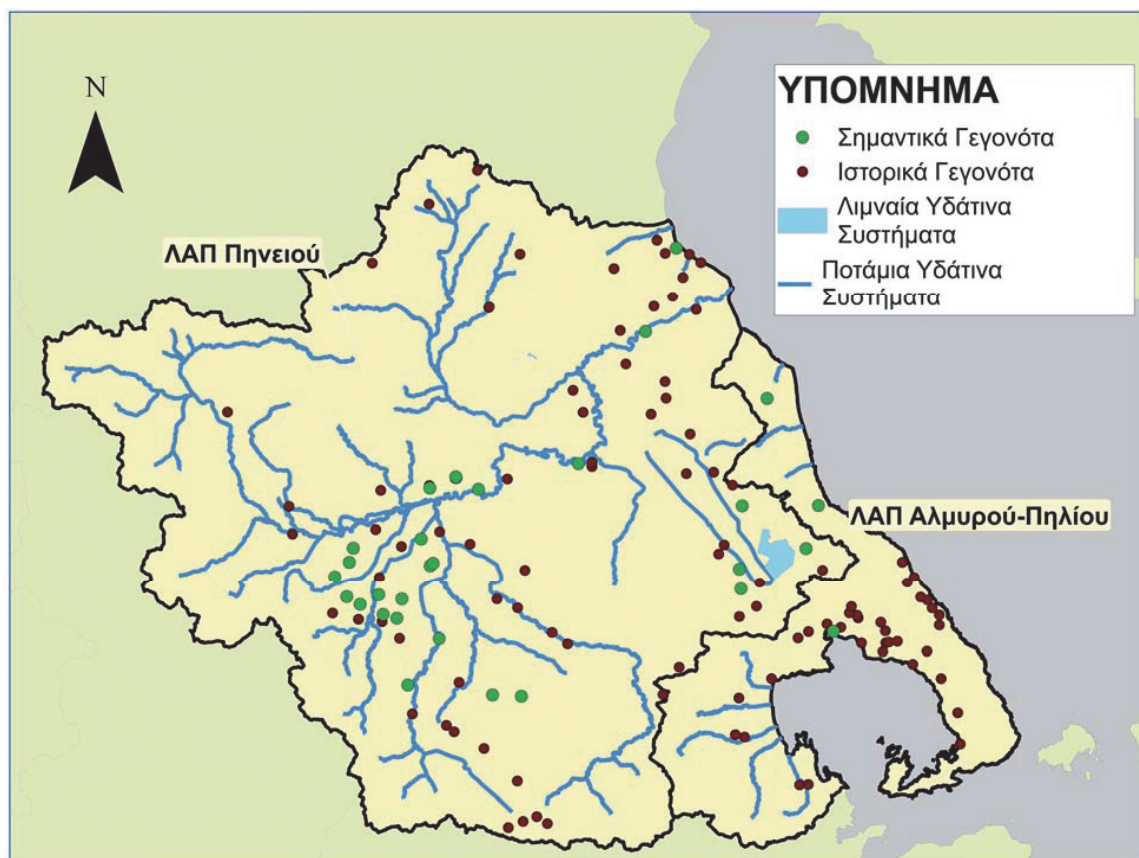 N
ΥΠΟΜΝΗΜΑ
Σημαντικά Γεγονότα
Ιστορικά Γεγονότα
Λιμναία Υδάτινα
Συστήματα
Ποτάμια Υδάτινα
Συστήματα
ΛΑΠ Πηνειού
ΛΑΠ Αλμυρού-Πηλίου